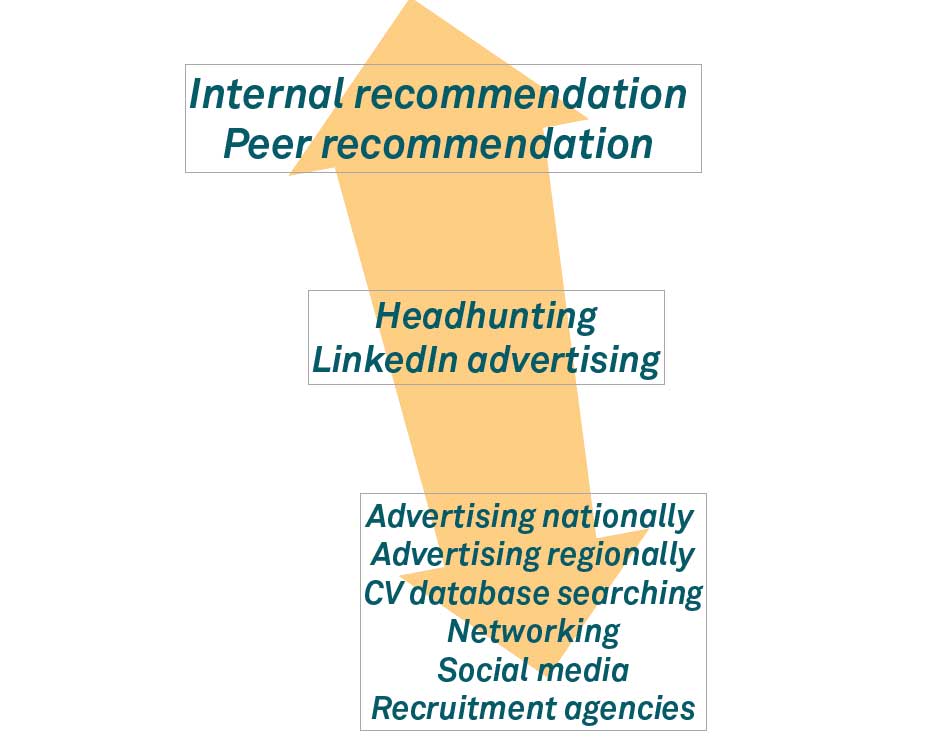 Internal recommendation
Peer recommendation
Headhunting
LinkedIn advertising
Advertising nationally
Advertising regionally
CV database searching
Networking
Social media
Recruitment agencies